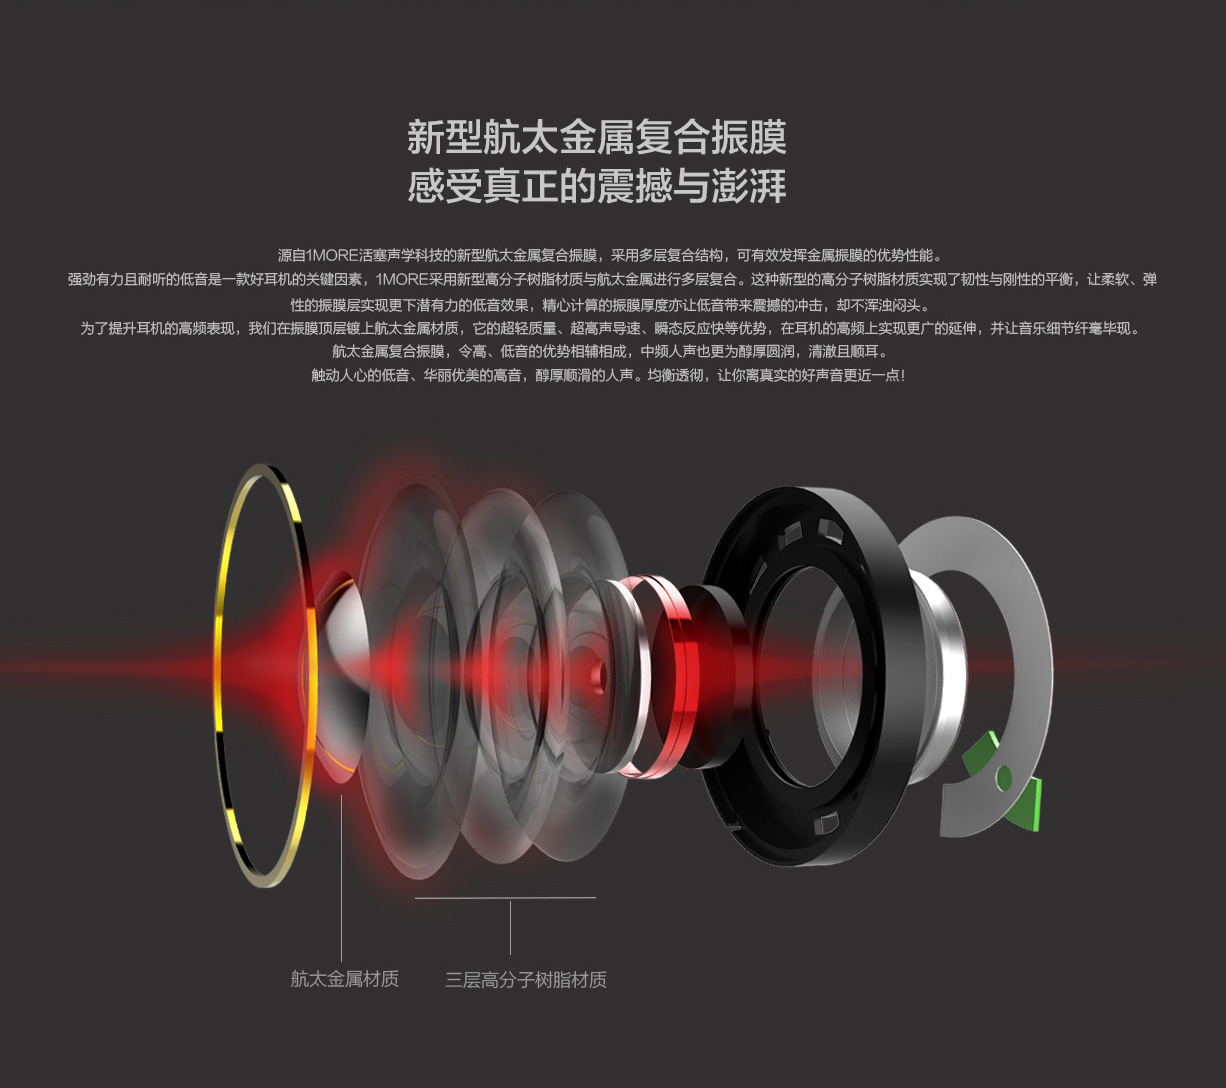 新型航太金属复合振膜
感受真正的震撼与澎湃
源自1MORE活塞声学科技的新型航太金属复合振膜，采用多层复合结构，可有效发挥金属振膜的优势性能。
强劲有力且耐听的低音是一款好耳机的关键因素，1MORE采用新型高分子树脂材质与航太金属进行多层复合。这种新型的高分子树脂材质实现了韧性与刚性的平衡，让柔软、弹
性的振膜层实现更下潜有力的低音效果，精心计算的振膜厚度亦让低音带来震撼的冲击，却不浑浊闷头。
为了提升耳机的高频表现，我们在振膜顶层镀上航太金属材质，它的超轻质量、超高声导速、瞬态反应快等优势，在耳机的高频上实现更广的延伸，并让音乐细节纤毫毕现。
航太金属复合振膜，令高、低音的优势相辅相成，中频人声也更为醇厚圆润，清澈且顺耳。
触动人心的低音、华丽优美的高音，醇厚顺滑的人声。均衡透彻，让你离真实的好声音更近一点！
航太金属材质
三层高分子树脂材质